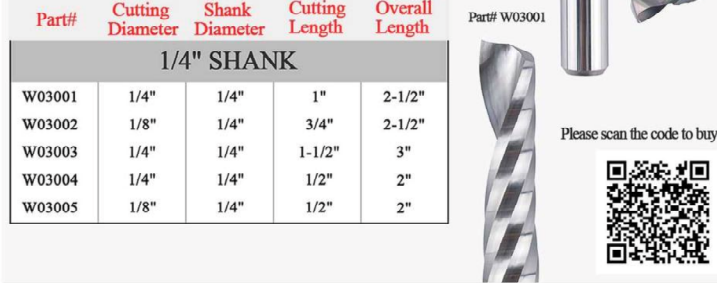 Part# Cutting Diameter Shank Diameter Cutting Length Overall Length
1/4" SHANK
W03001 1/4" 1/4" 1" 2-1/2"
W03002 1/8" 1/4" 3/4" 2-1/2"
W03003 1/4" 1/4" 1-1/2" 3"
W03004 1/4" 1/4" 1/2" 2"
W03005 1/8" 1/4" 1/2" 2"
Part# W03001
Please scan the code to buy